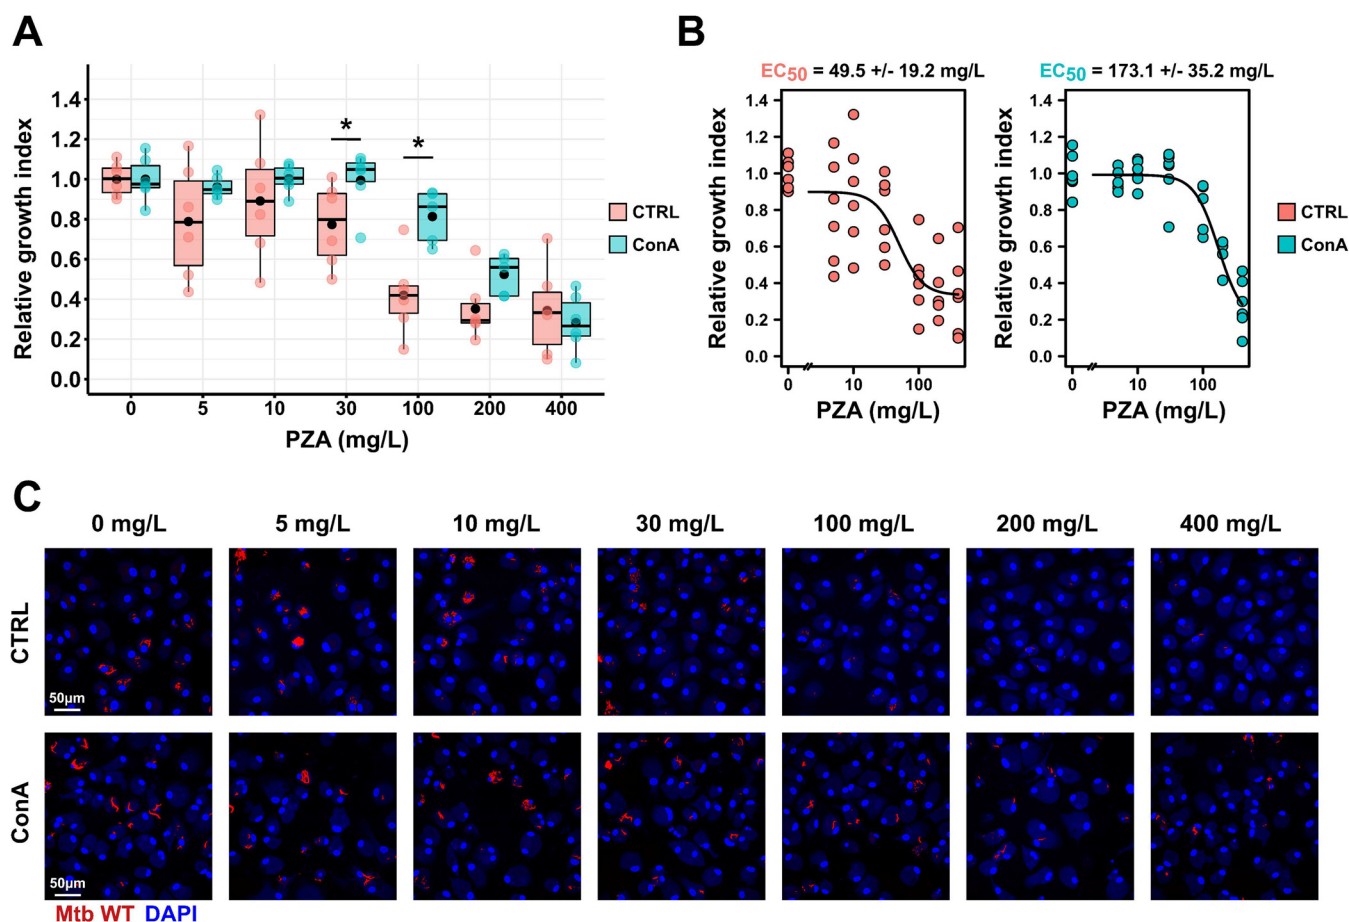 A
Relative growth index
1.4
1.2
1.0
0.8
0.6
0.4
0.2
0.0
* *
0 5 10 30 100 200 400
PZA (mg/L)
CTRL
ConA
B
EC50 = 49.5 +/- 19.2 mg/L
Relative growth index
1.4
1.2
1.0
0.8
0.6
0.4
0.2
0.0
0 10 100
PZA (mg/L)
EC50 = 173.1 +/- 35.2 mg/L
Relative growth index
1.4
1.2
1.0
0.8
0.6
0.4
0.2
0.0
0 10 100
PZA (mg/L)
CTRL
ConA
C
0 mg/L 5 mg/L 10 mg/L 30 mg/L 100 mg/L 200 mg/L 400 mg/L
CTRL
50μm
ConA
50μm
Mtb WT DAPI